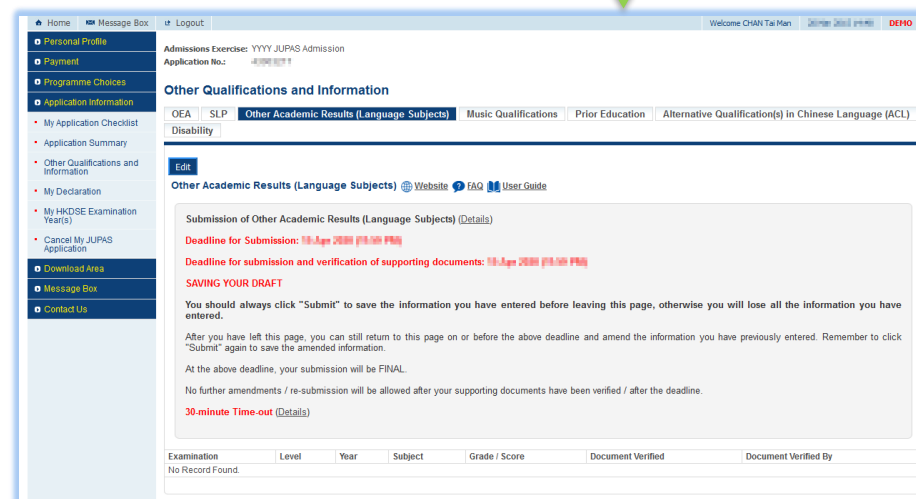 Home Message Box Logout Welcome CHAN Tai Man DEMO
Personal Profile
Payment
Programme Choices
Application Information
My Application Checklist
Application Summary
Other Qualifications and
Information
My Declaration
My HKDSE Examination
Year(s)
Cancel My JUPAS
Application
Download Area
Message Box
Contact Us
Admissions Exercise: YYYY JUPAS Admission
Application No.:
Other Qualifications and Information
OEA SLP Other Academic Results (Language Subjects) Music Qualifications Prior Education Alternative Qualification(s) in Chinese Language (ACL)
Disability
Edit
Other Academic Results (Language Subjects) Website FAQ User Guide
Submission of Other Academic Results (Language Subjects) (Details)
Deadline for Submission:
Deadline for submission and verification of supporting documents:
SAVING YOUR DRAFT
You should always click "Submit" to save the information you have entered before leaving this page, otherwise you will lose all the information you have
entered.
After you have left this page, you can still return to this page on or before the above deadline and amend the information you have previously entered. Remember to click
"Submit" again to save the amended information.
At the above deadline, your submission will be FINAL.
No further amendments / re-submission will be allowed after your supporting documents have been verified / after the deadline.
30-minute Time-out (Details)
Examination Level Year Subject Grade / Score Document Verified Document Verified By
No Record Found.